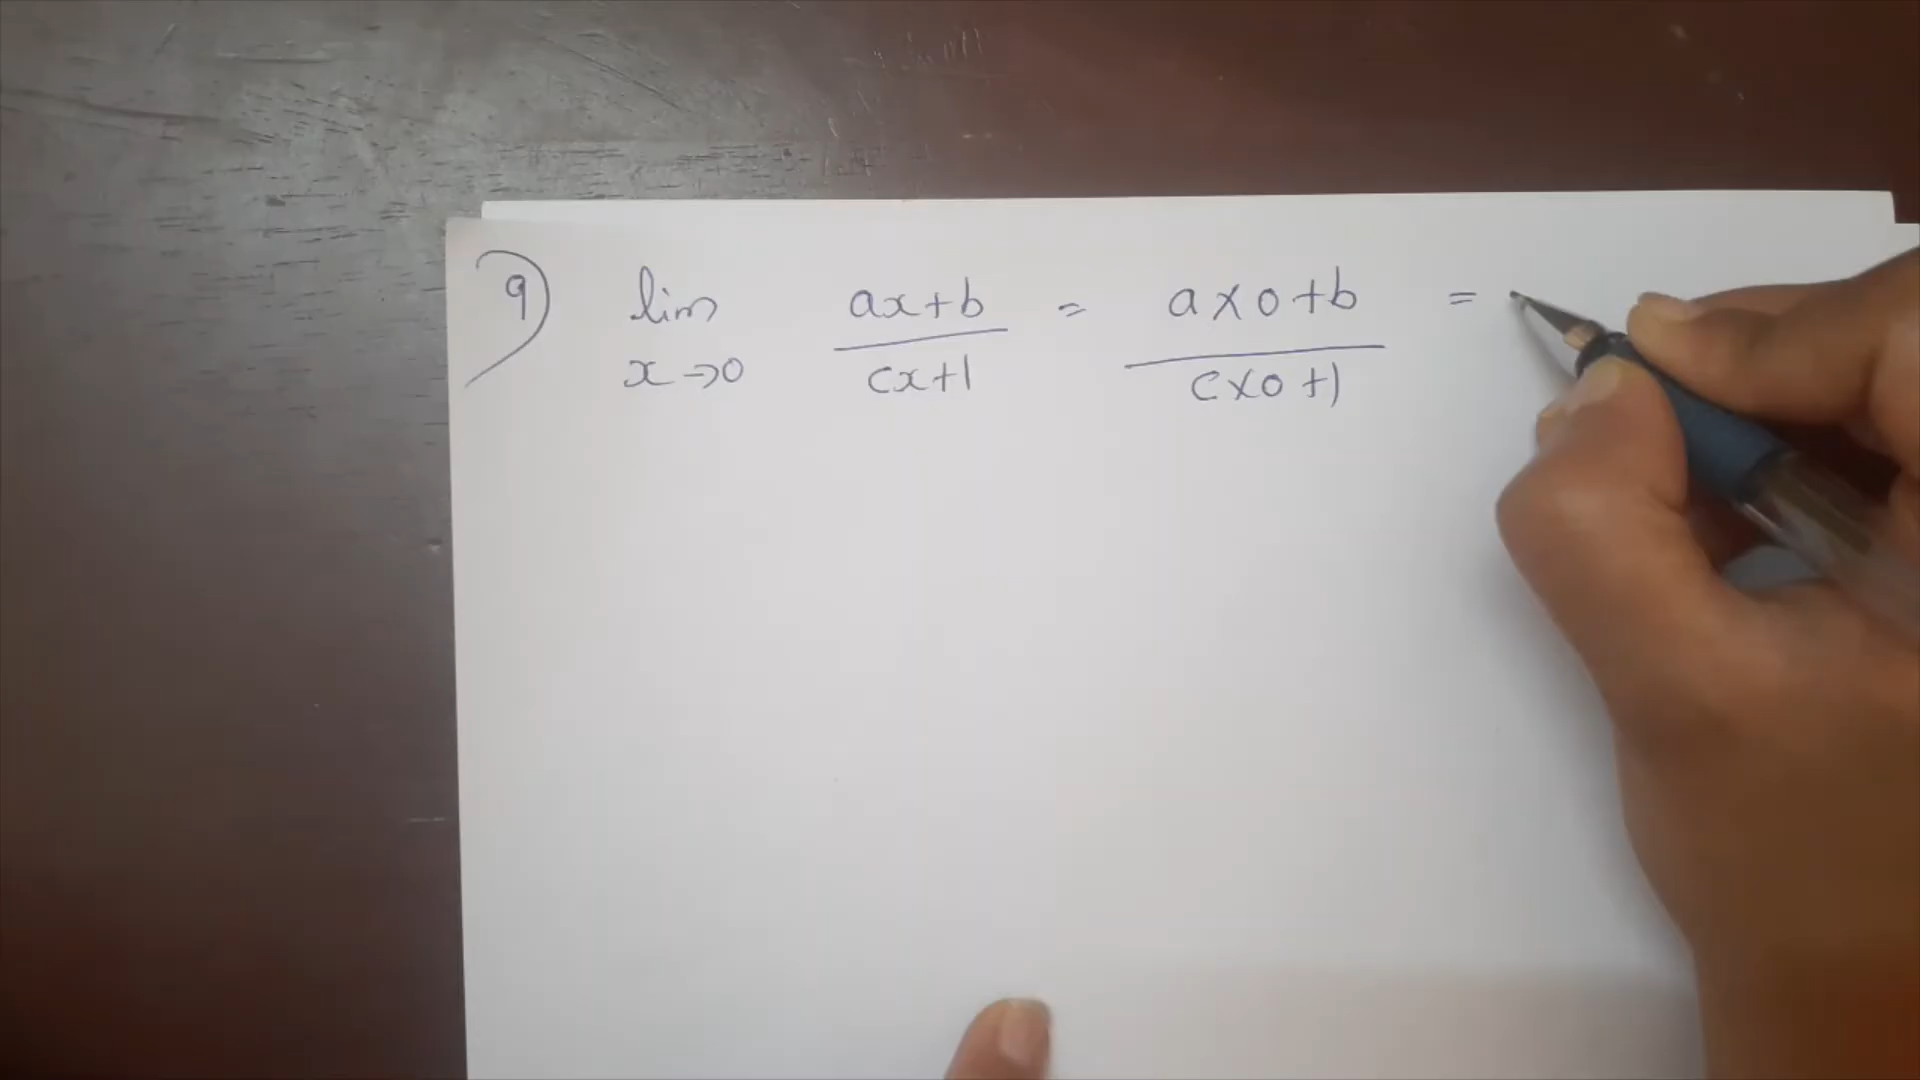 9) lim ax+b = a×0+b =
x→0 cx+1 c×0+1